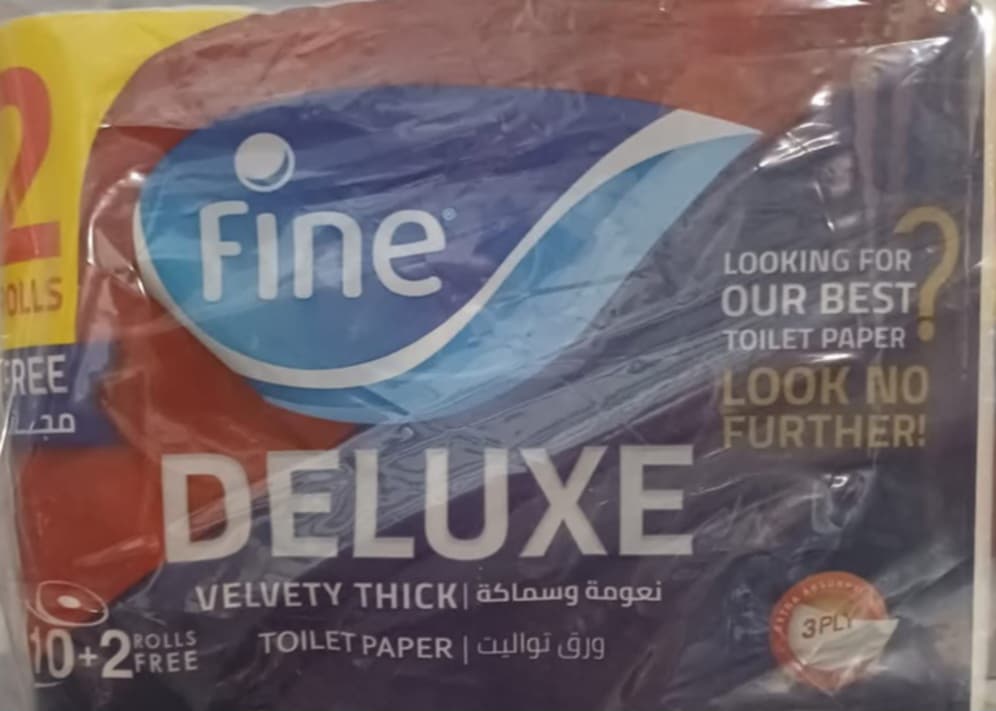 2
ROLLS
FREE
fine®
LOOKING FOR
OUR BEST
TOILET PAPER?
LOOK NO
FURTHER!
DELUXE
VELVETY THICK | نعومة وسماكة
TOILET PAPER | ورق تواليت
10+2 ROLLS
FREE
3PLY